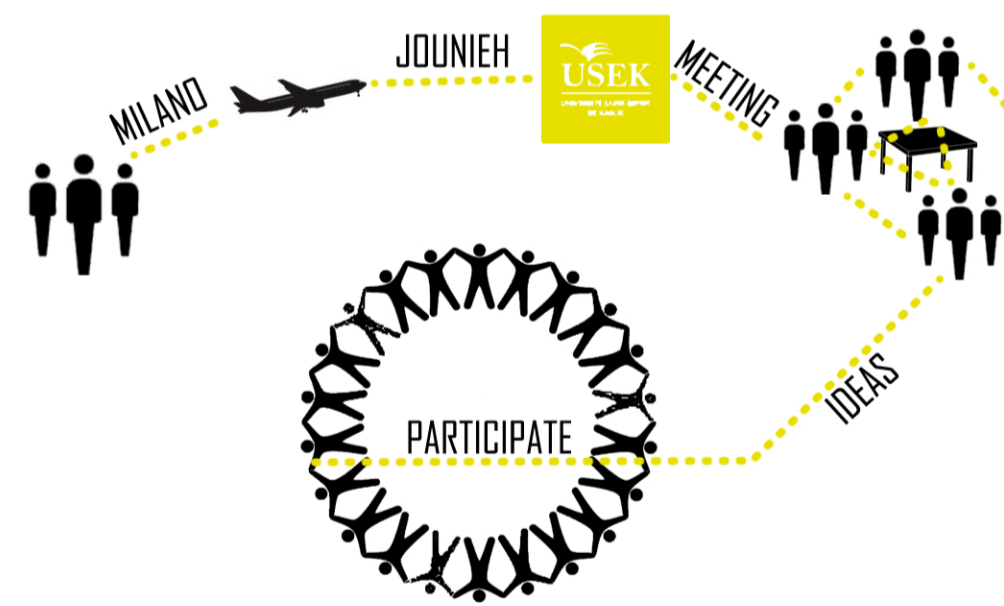 MILANO
JOUNIEH
USEK
MEETING
IDEAS
PARTICIPATE